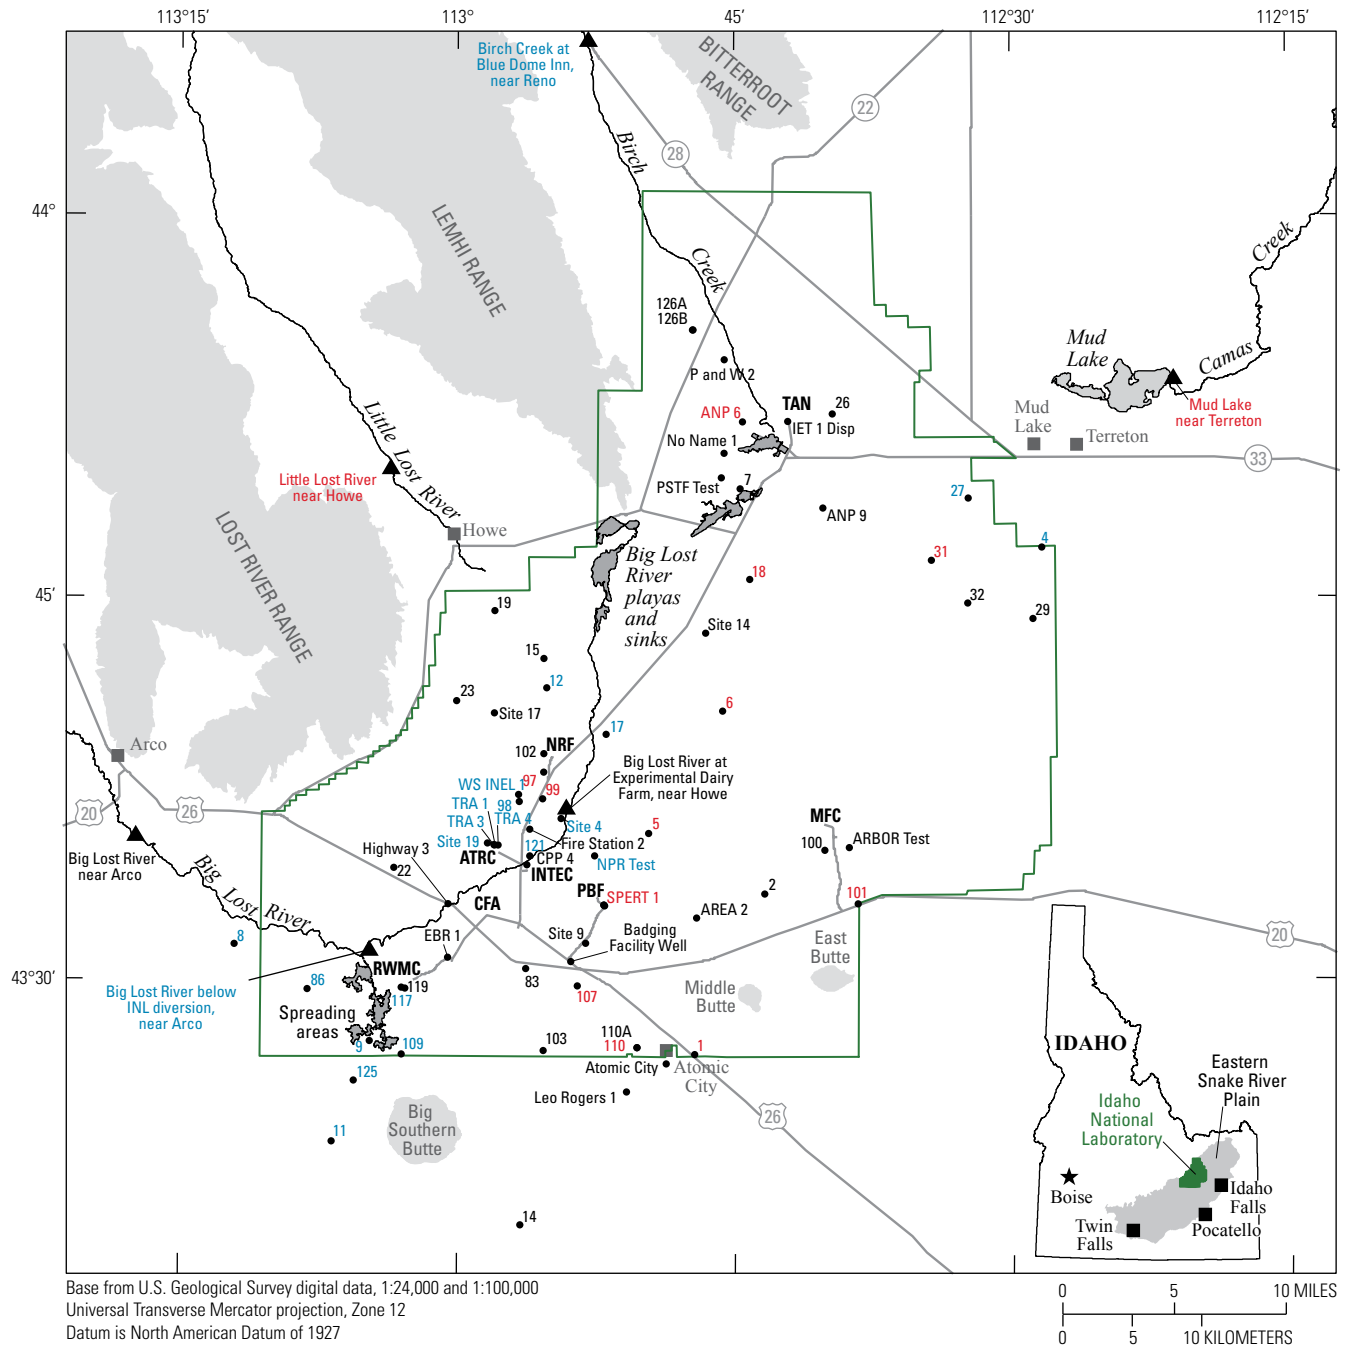 113°15'
113°
45'
112°30'
112°15'
44°
45'
43°30'
Birch Creek at
Blue Dome Inn,
near Reno
BITTERROOT
RANGE
22
28
Birch
Creek
LEMHI RANGE
Creek
Camas
Mud
Lake
126A
126B
P and W 2
TAN
26
ANP 6
IET 1 Disp
No Name 1
Mud
Lake
Terreton
Mud Lake
near Terreton
33
Little
Lost
River
Little Lost River
near Howe
PSTF Test
7
ANP 9
27
4
Howe
LOST RIVER RANGE
Big Lost
River
playas
and
sinks
18
31
32
29
19
Site 14
15
12
23
Site 17
6
17
Arco
102
NRF
97
99
WS INEL 1
98
TRA 1
TRA 3
TRA 4
Big Lost River at
Experimental Dairy
Farm, near Howe
Site 4
5
MFC
20
26
Site 19
121
Fire Station 2
ATRC
CPP 4
NPR Test
100
ARBOR Test
Big Lost River
near Arco
Highway 3
22
INTEC
PBF
SPERT 1
2
101
Big
Lost
River
CFA
AREA 2
8
EBR 1
Site 9
Badging
Facility Well
East
Butte
20
RWMC
86
119
117
83
107
Middle
Butte
Big Lost River below
INL diversion,
near Arco
Spreading
areas
9
109
103
110A
110
1
Atomic City
Atomic
City
125
Leo Rogers 1
26
11
Big
Southern
Butte
14
IDAHO
Eastern
Snake River
Plain
Idaho
National
Laboratory
Boise
Idaho
Falls
Pocatello
Twin
Falls
Base from U.S. Geological Survey digital data, 1:24,000 and 1:100,000
Universal Transverse Mercator projection, Zone 12
Datum is North American Datum of 1927
0 5 10 MILES
0 5 10 KILOMETERS